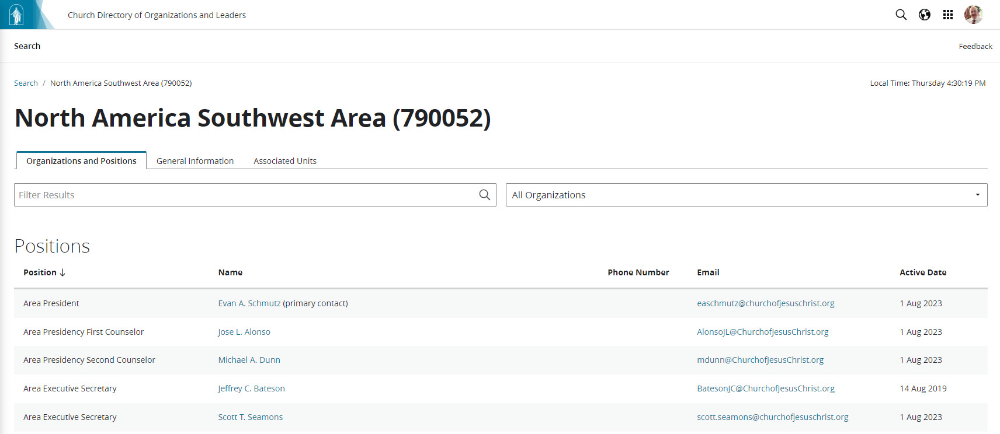 Church Directory of Organizations and Leaders
Search
Feedback
Search / North America Southwest Area (790052)
Local Time: Thursday 4:30:19 PM
North America Southwest Area (790052)
Organizations and Positions General Information Associated Units
Filter Results
All Organizations
Positions
Position Name Phone Number Email Active Date
Area President Evan A. Schmutz (primary contact) easchmutz@churchofjesuschrist.org 1 Aug 2023
Area Presidency First Counselor Jose L. Alonso AlonsoJL@ChurchofJesusChrist.org 1 Aug 2023
Area Presidency Second Counselor Michael A. Dunn mdunn@ChurchofJesusChrist.org 1 Aug 2023
Area Executive Secretary Jeffrey C. Bateson BatesonJC@ChurchofJesusChrist.org 14 Aug 2019
Area Executive Secretary Scott T. Seamons scott.seamons@churchofjesuschrist.org 1 Aug 2023